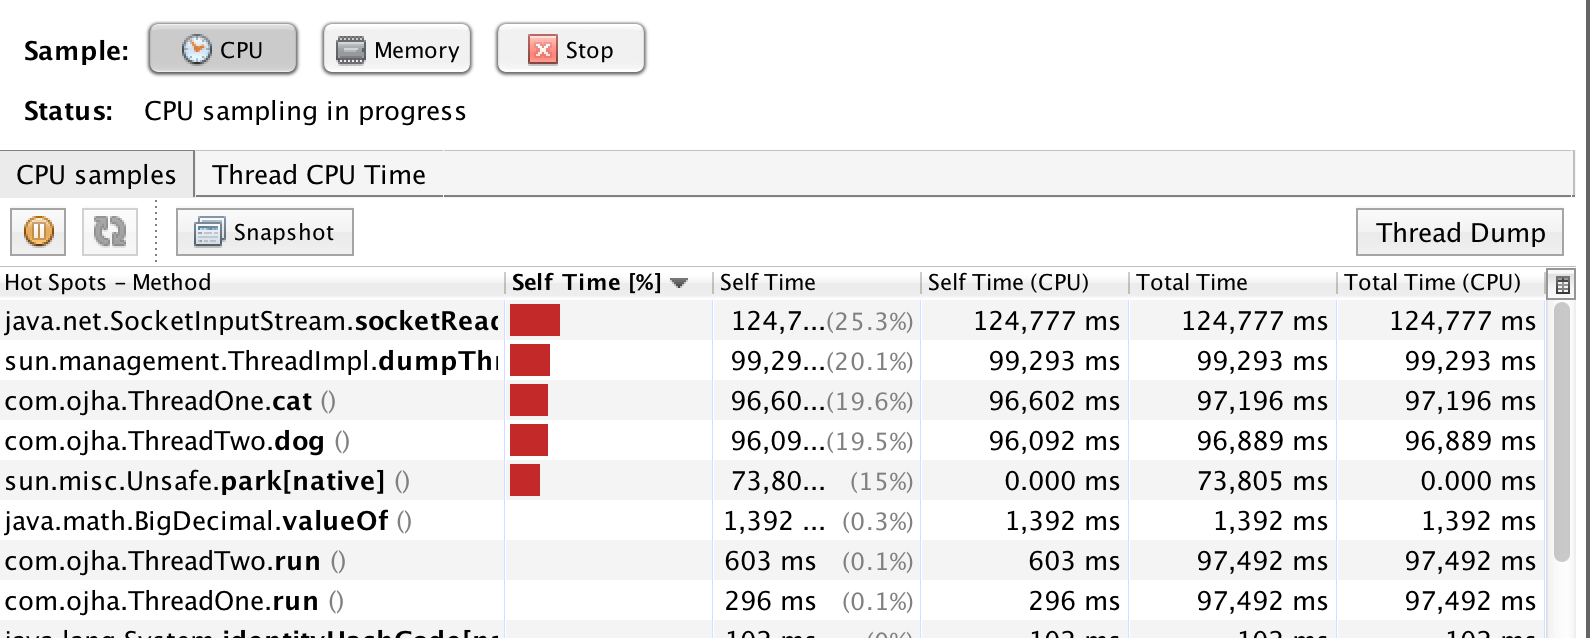 Sample: CPU Memory Stop
Status: CPU sampling in progress
CPU samples Thread CPU Time
Snapshot Thread Dump
Hot Spots – Method Self Time [%] Self Time Self Time (CPU) Total Time Total Time (CPU)
java.net.SocketInputStream.socketRead 124,7...(25.3%) 124,777 ms 124,777 ms 124,777 ms
sun.management.ThreadImpl.dumpThr 99,29...(20.1%) 99,293 ms 99,293 ms 99,293 ms
com.ojha.ThreadOne.cat () 96,60...(19.6%) 96,602 ms 97,196 ms 97,196 ms
com.ojha.ThreadTwo.dog () 96,09...(19.5%) 96,092 ms 96,889 ms 96,889 ms
sun.misc.Unsafe.park[native] () 73,80... (15%) 0.000 ms 73,805 ms 0.000 ms
java.math.BigDecimal.valueOf () 1,392 ... (0.3%) 1,392 ms 1,392 ms 1,392 ms
com.ojha.ThreadTwo.run () 603 ms (0.1%) 603 ms 97,492 ms 97,492 ms
com.ojha.ThreadOne.run () 296 ms (0.1%) 296 ms 97,492 ms 97,492 ms